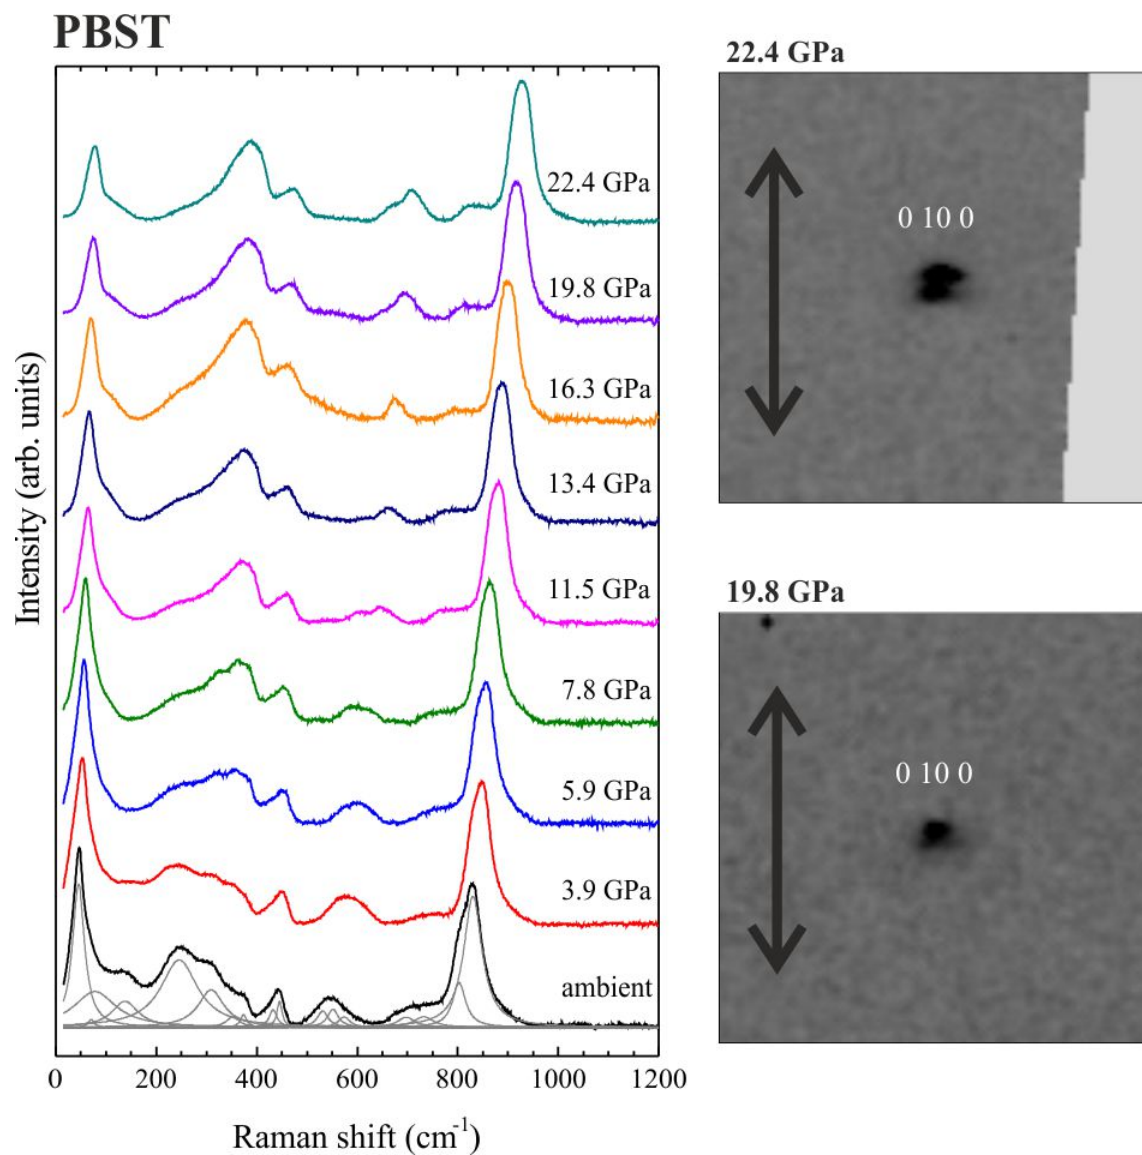 PBST
22.4 GPa
19.8 GPa
16.3 GPa
13.4 GPa
11.5 GPa
7.8 GPa
5.9 GPa
3.9 GPa
ambient
Intensity (arb. units)
0 200 400 600 800 1000 1200
Raman shift (cm⁻¹)
22.4 GPa
0 10 0
19.8 GPa
0 10 0